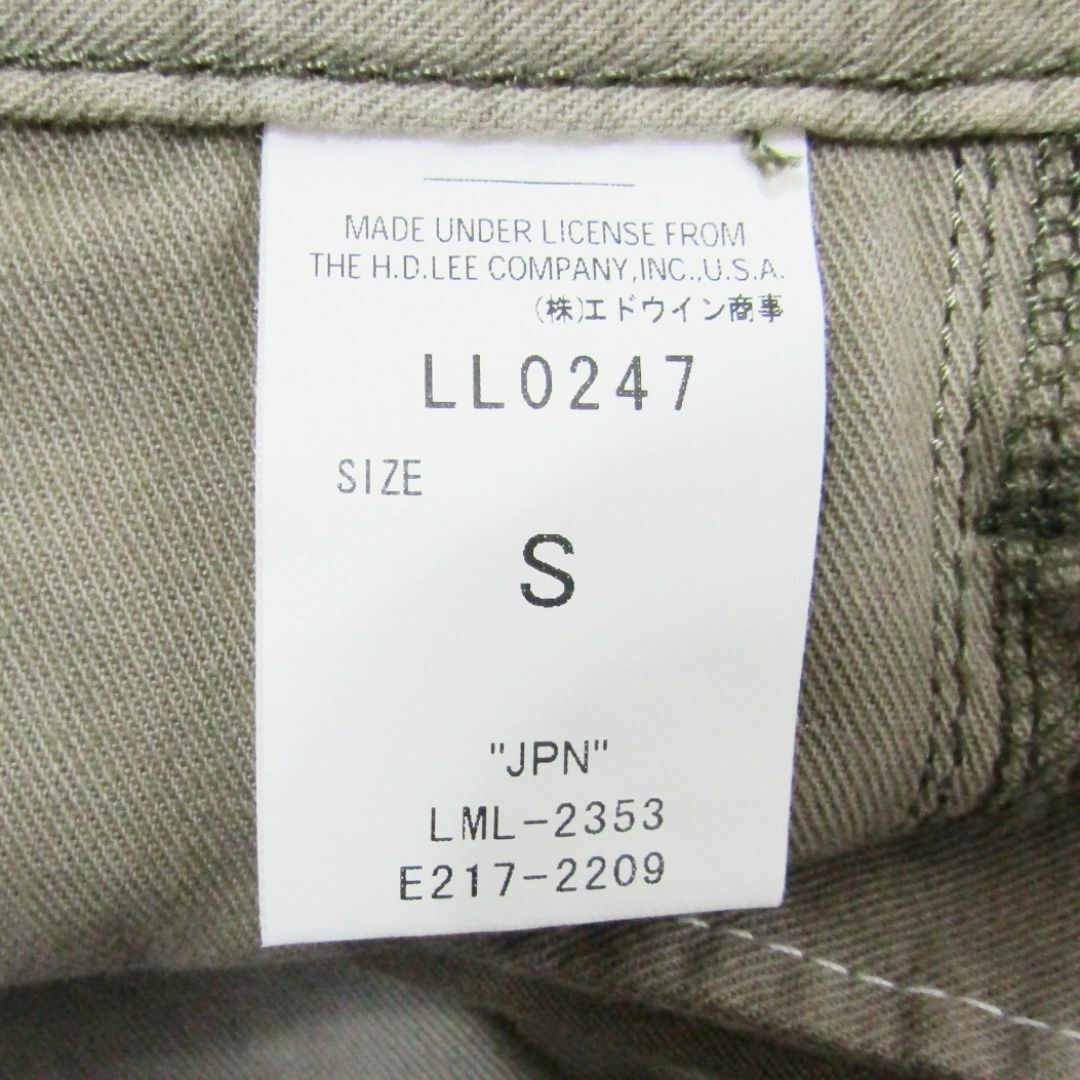 MADE UNDER LICENSE FROM
THE H.D.LEE COMPANY,INC.,U.S.A.
(株)エドウイン商事
LL0247
SIZE
S
"JPN"
LML-2353
E217-2209